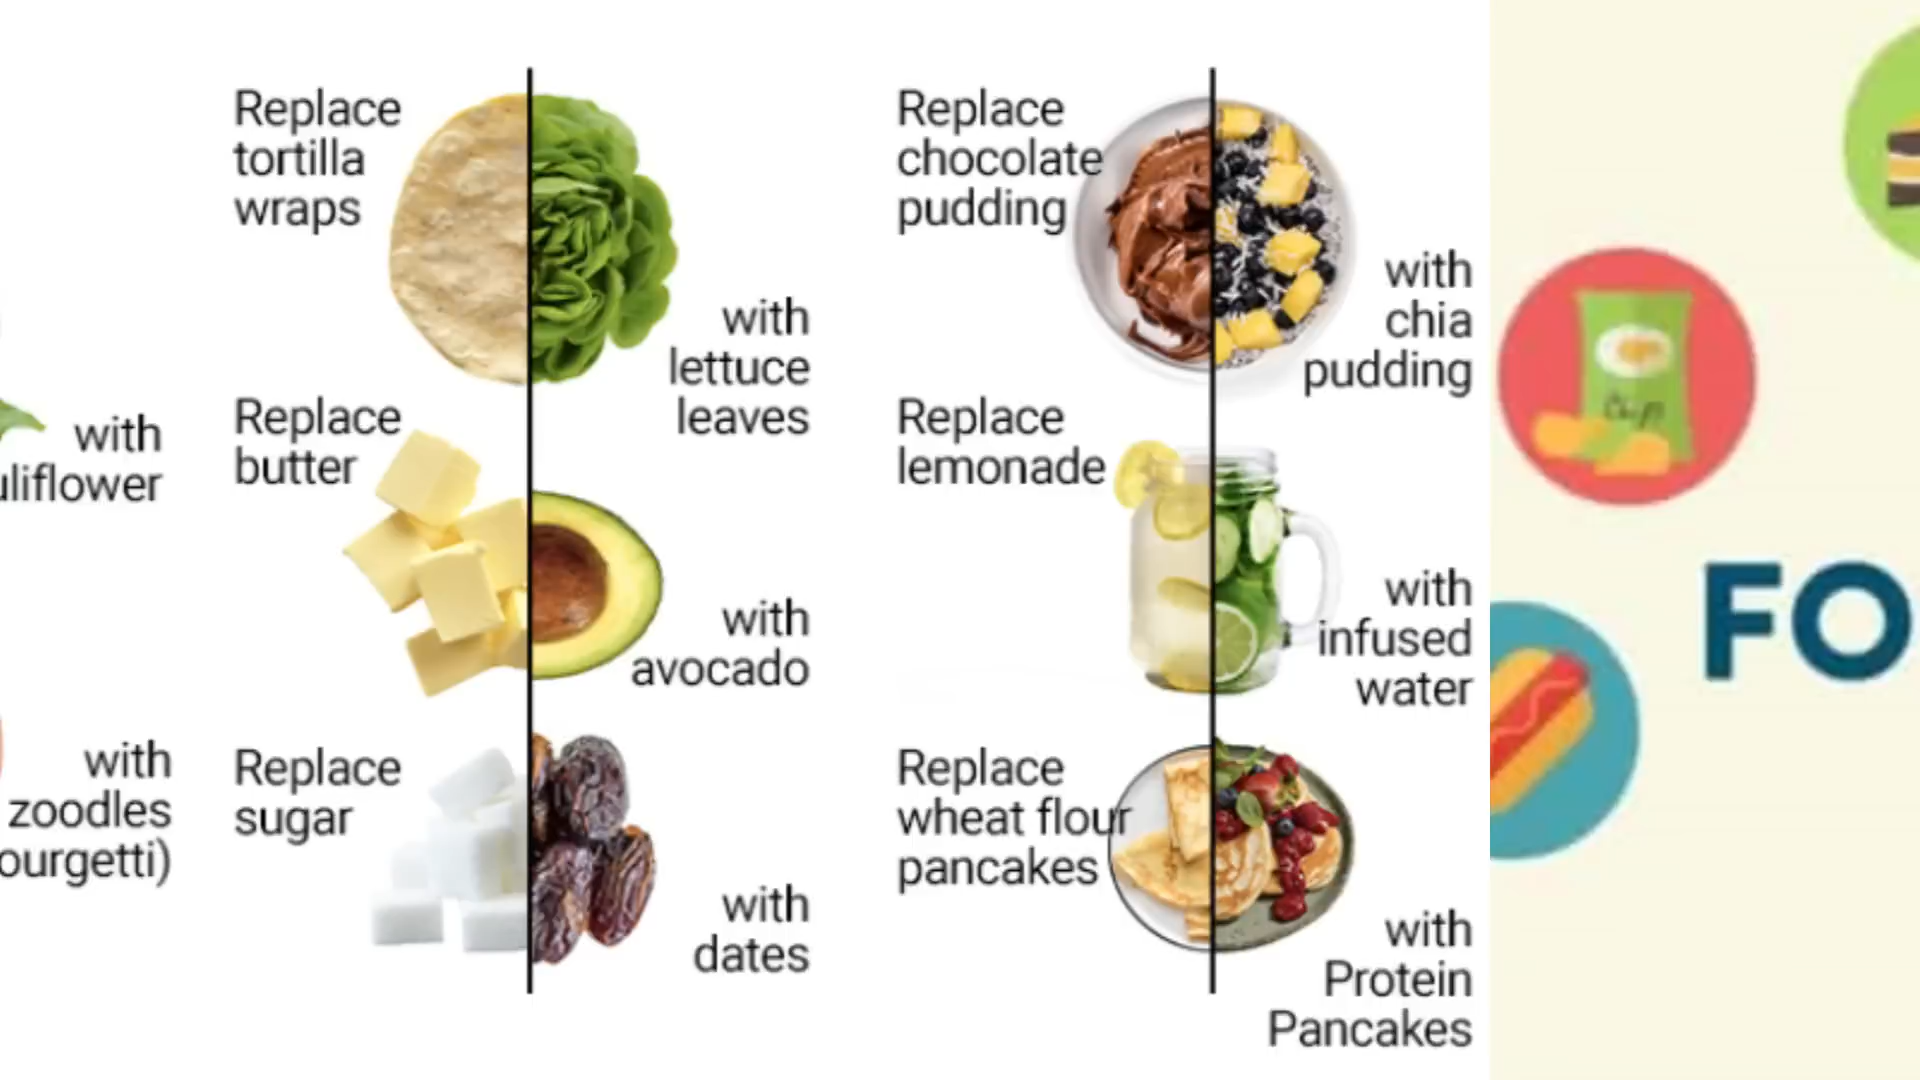 with
uliflower
with
zoodles
ourgetti)
Replace
tortilla
wraps
with
lettuce
leaves
Replace
butter
with
avocado
Replace
sugar
with
dates
Replace
chocolate
pudding
with
chia
pudding
Replace
lemonade
with
infused
water
Replace
wheat flour
pancakes
with
Protein
Pancakes
Chips
FO